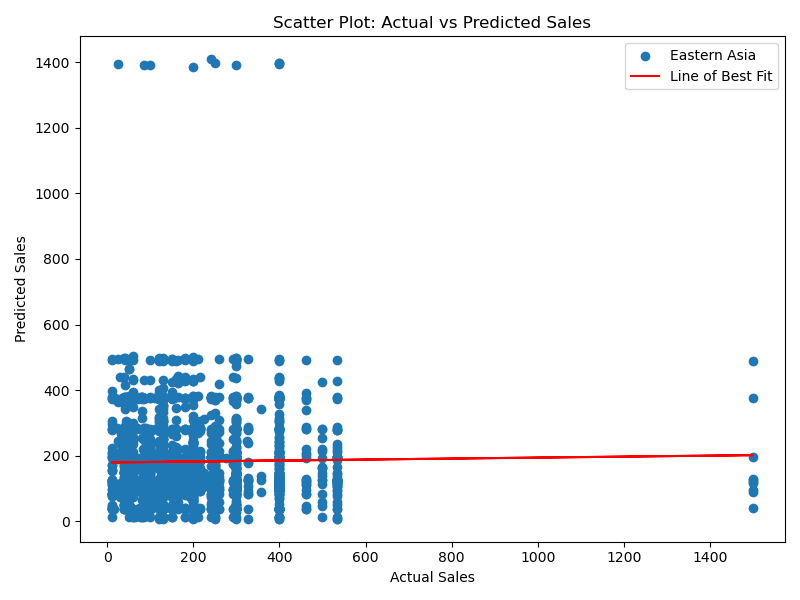 Scatter Plot: Actual vs Predicted Sales
Eastern Asia
Line of Best Fit
Predicted Sales
1400
1200
1000
800
600
400
200
0
0 200 400 600 800 1000 1200 1400
Actual Sales